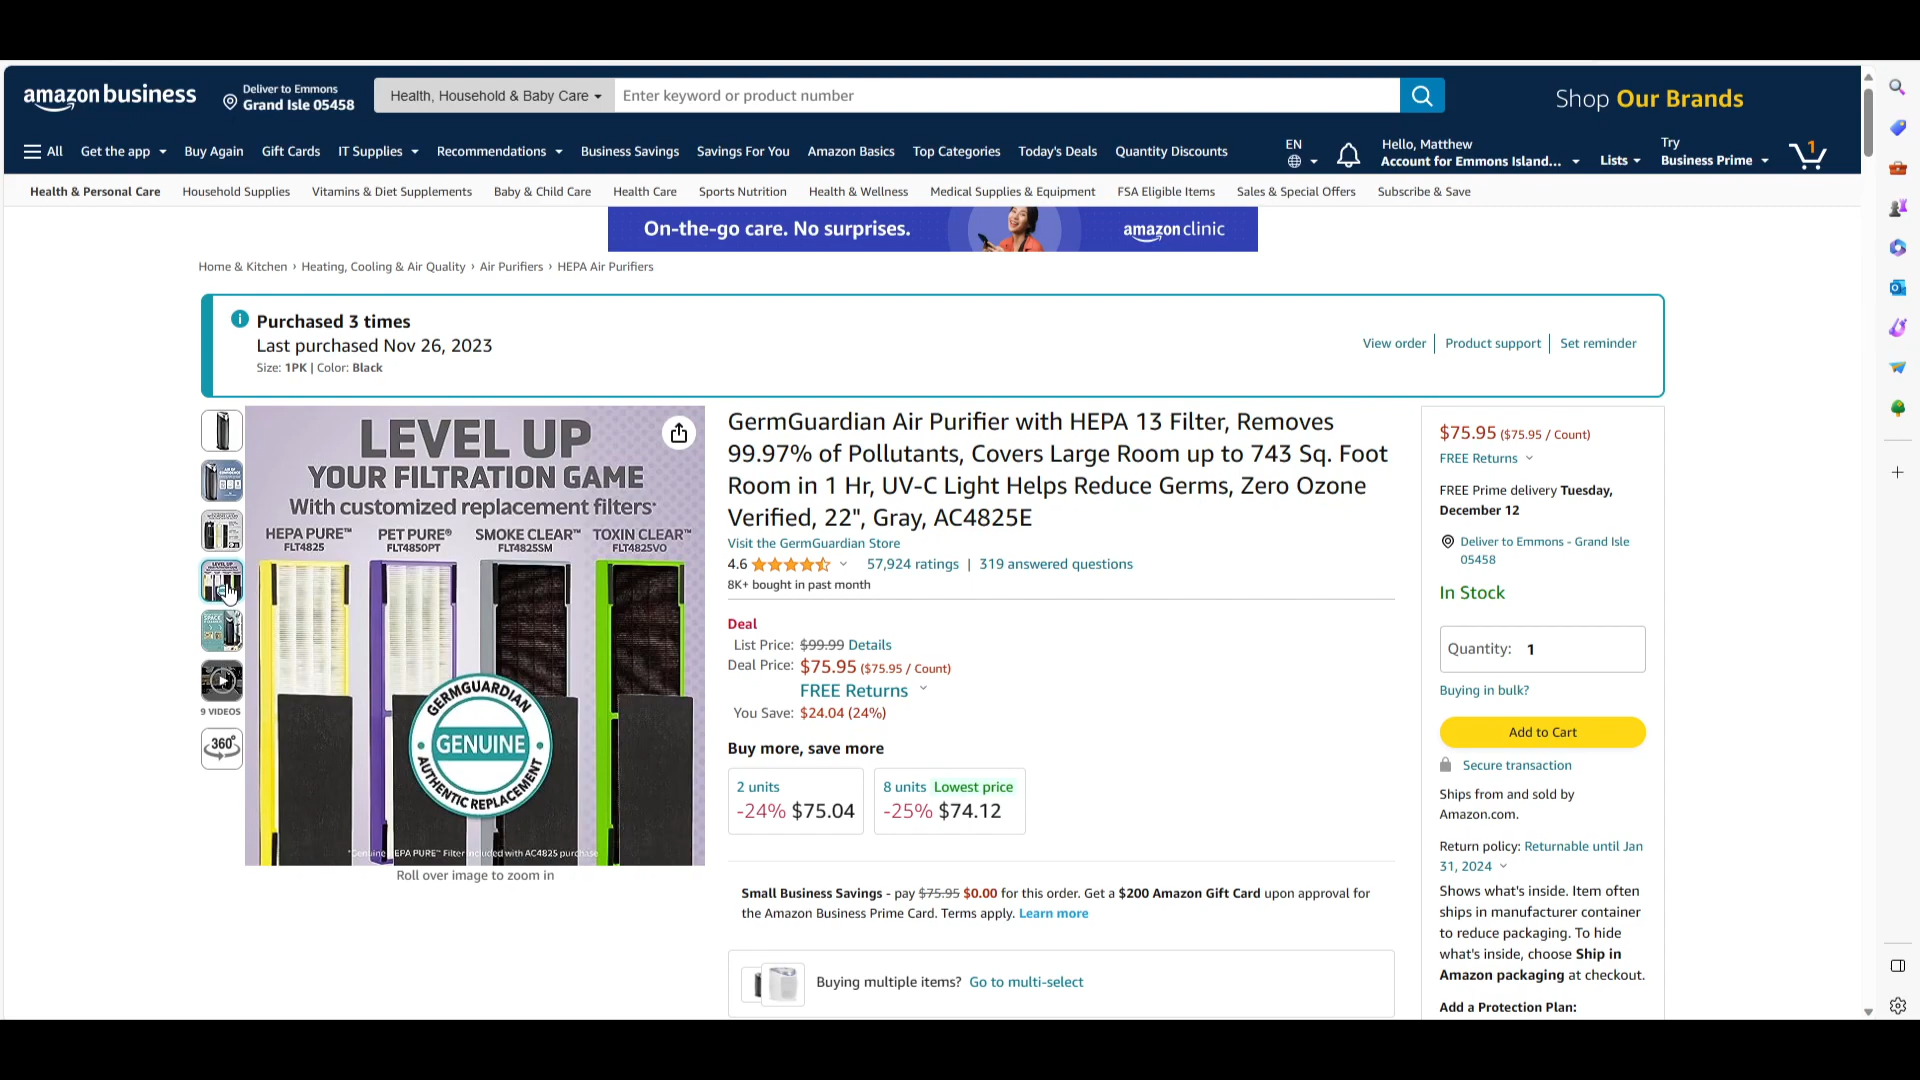 amazon business
Deliver to Emmons
Grand Isle 05458
Health, Household & Baby Care
Enter keyword or product number
Shop Our Brands
All
Get the app
Buy Again
Gift Cards
IT Supplies
Recommendations
Business Savings
Savings For You
Amazon Basics
Top Categories
Today's Deals
Quantity Discounts
EN
Hello, Matthew
Account for Emmons Island...
Lists
Try
Business Prime
1
Health & Personal Care
Household Supplies
Vitamins & Diet Supplements
Baby & Child Care
Health Care
Sports Nutrition
Health & Wellness
Medical Supplies & Equipment
FSA Eligible Items
Sales & Special Offers
Subscribe & Save
On-the-go care. No surprises.
amazon clinic
Home & Kitchen › Heating, Cooling & Air Quality › Air Purifiers › HEPA Air Purifiers
Purchased 3 times
Last purchased Nov 26, 2023
Size: 1PK | Color: Black
View order
Product support
Set reminder
9 VIDEOS
360°
LEVEL UP
YOUR FILTRATION GAME
With customized replacement filters*
HEPA PURE™ PET PURE® SMOKE CLEAR™ TOXIN CLEAR™
FLT4825 FLT4850PT FLT4825SM FLT4825VO
GERMGUARDIAN
GENUINE
AUTHENTIC REPLACEMENT
*Genuine HEPA PURE™ Filter included with AC4825 purchase
Roll over image to zoom in
GermGuardian Air Purifier with HEPA 13 Filter, Removes
99.97% of Pollutants, Covers Large Room up to 743 Sq. Foot
Room in 1 Hr, UV-C Light Helps Reduce Germs, Zero Ozone
Verified, 22", Gray, AC4825E
Visit the GermGuardian Store
4.6 57,924 ratings | 319 answered questions
8K+ bought in past month
Deal
List Price: $99.99 Details
Deal Price: $75.95 ($75.95 / Count)
FREE Returns
You Save: $24.04 (24%)
Buy more, save more
2 units
-24% $75.04
8 units Lowest price
-25% $74.12
Small Business Savings - pay $75.95 $0.00 for this order. Get a $200 Amazon Gift Card upon approval for
the Amazon Business Prime Card. Terms apply. Learn more
Buying multiple items? Go to multi-select
$75.95 ($75.95 / Count)
FREE Returns
FREE Prime delivery Tuesday,
December 12
Deliver to Emmons - Grand Isle
05458
In Stock
Quantity: 1
Buying in bulk?
Add to Cart
Secure transaction
Ships from and sold by
Amazon.com.
Return policy: Returnable until Jan
31, 2024
Shows what's inside. Item often
ships in manufacturer container
to reduce packaging. To hide
what's inside, choose Ship in
Amazon packaging at checkout.
Add a Protection Plan: